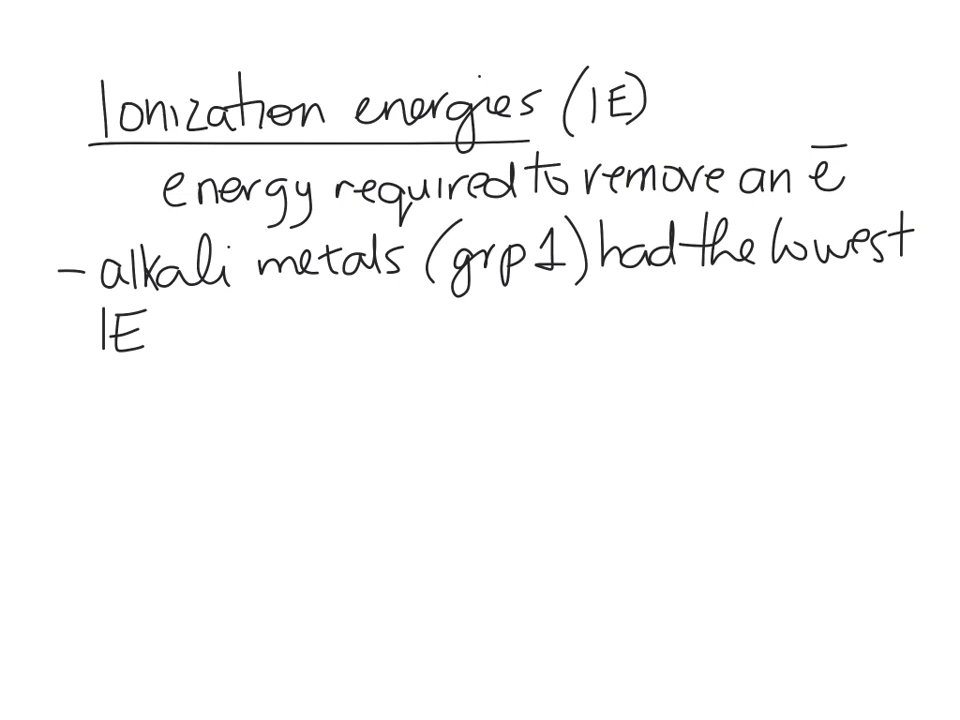 Ionization energies (IE)
energy required to remove an e̅
- alkali metals (grp 1) had the lowest
IE